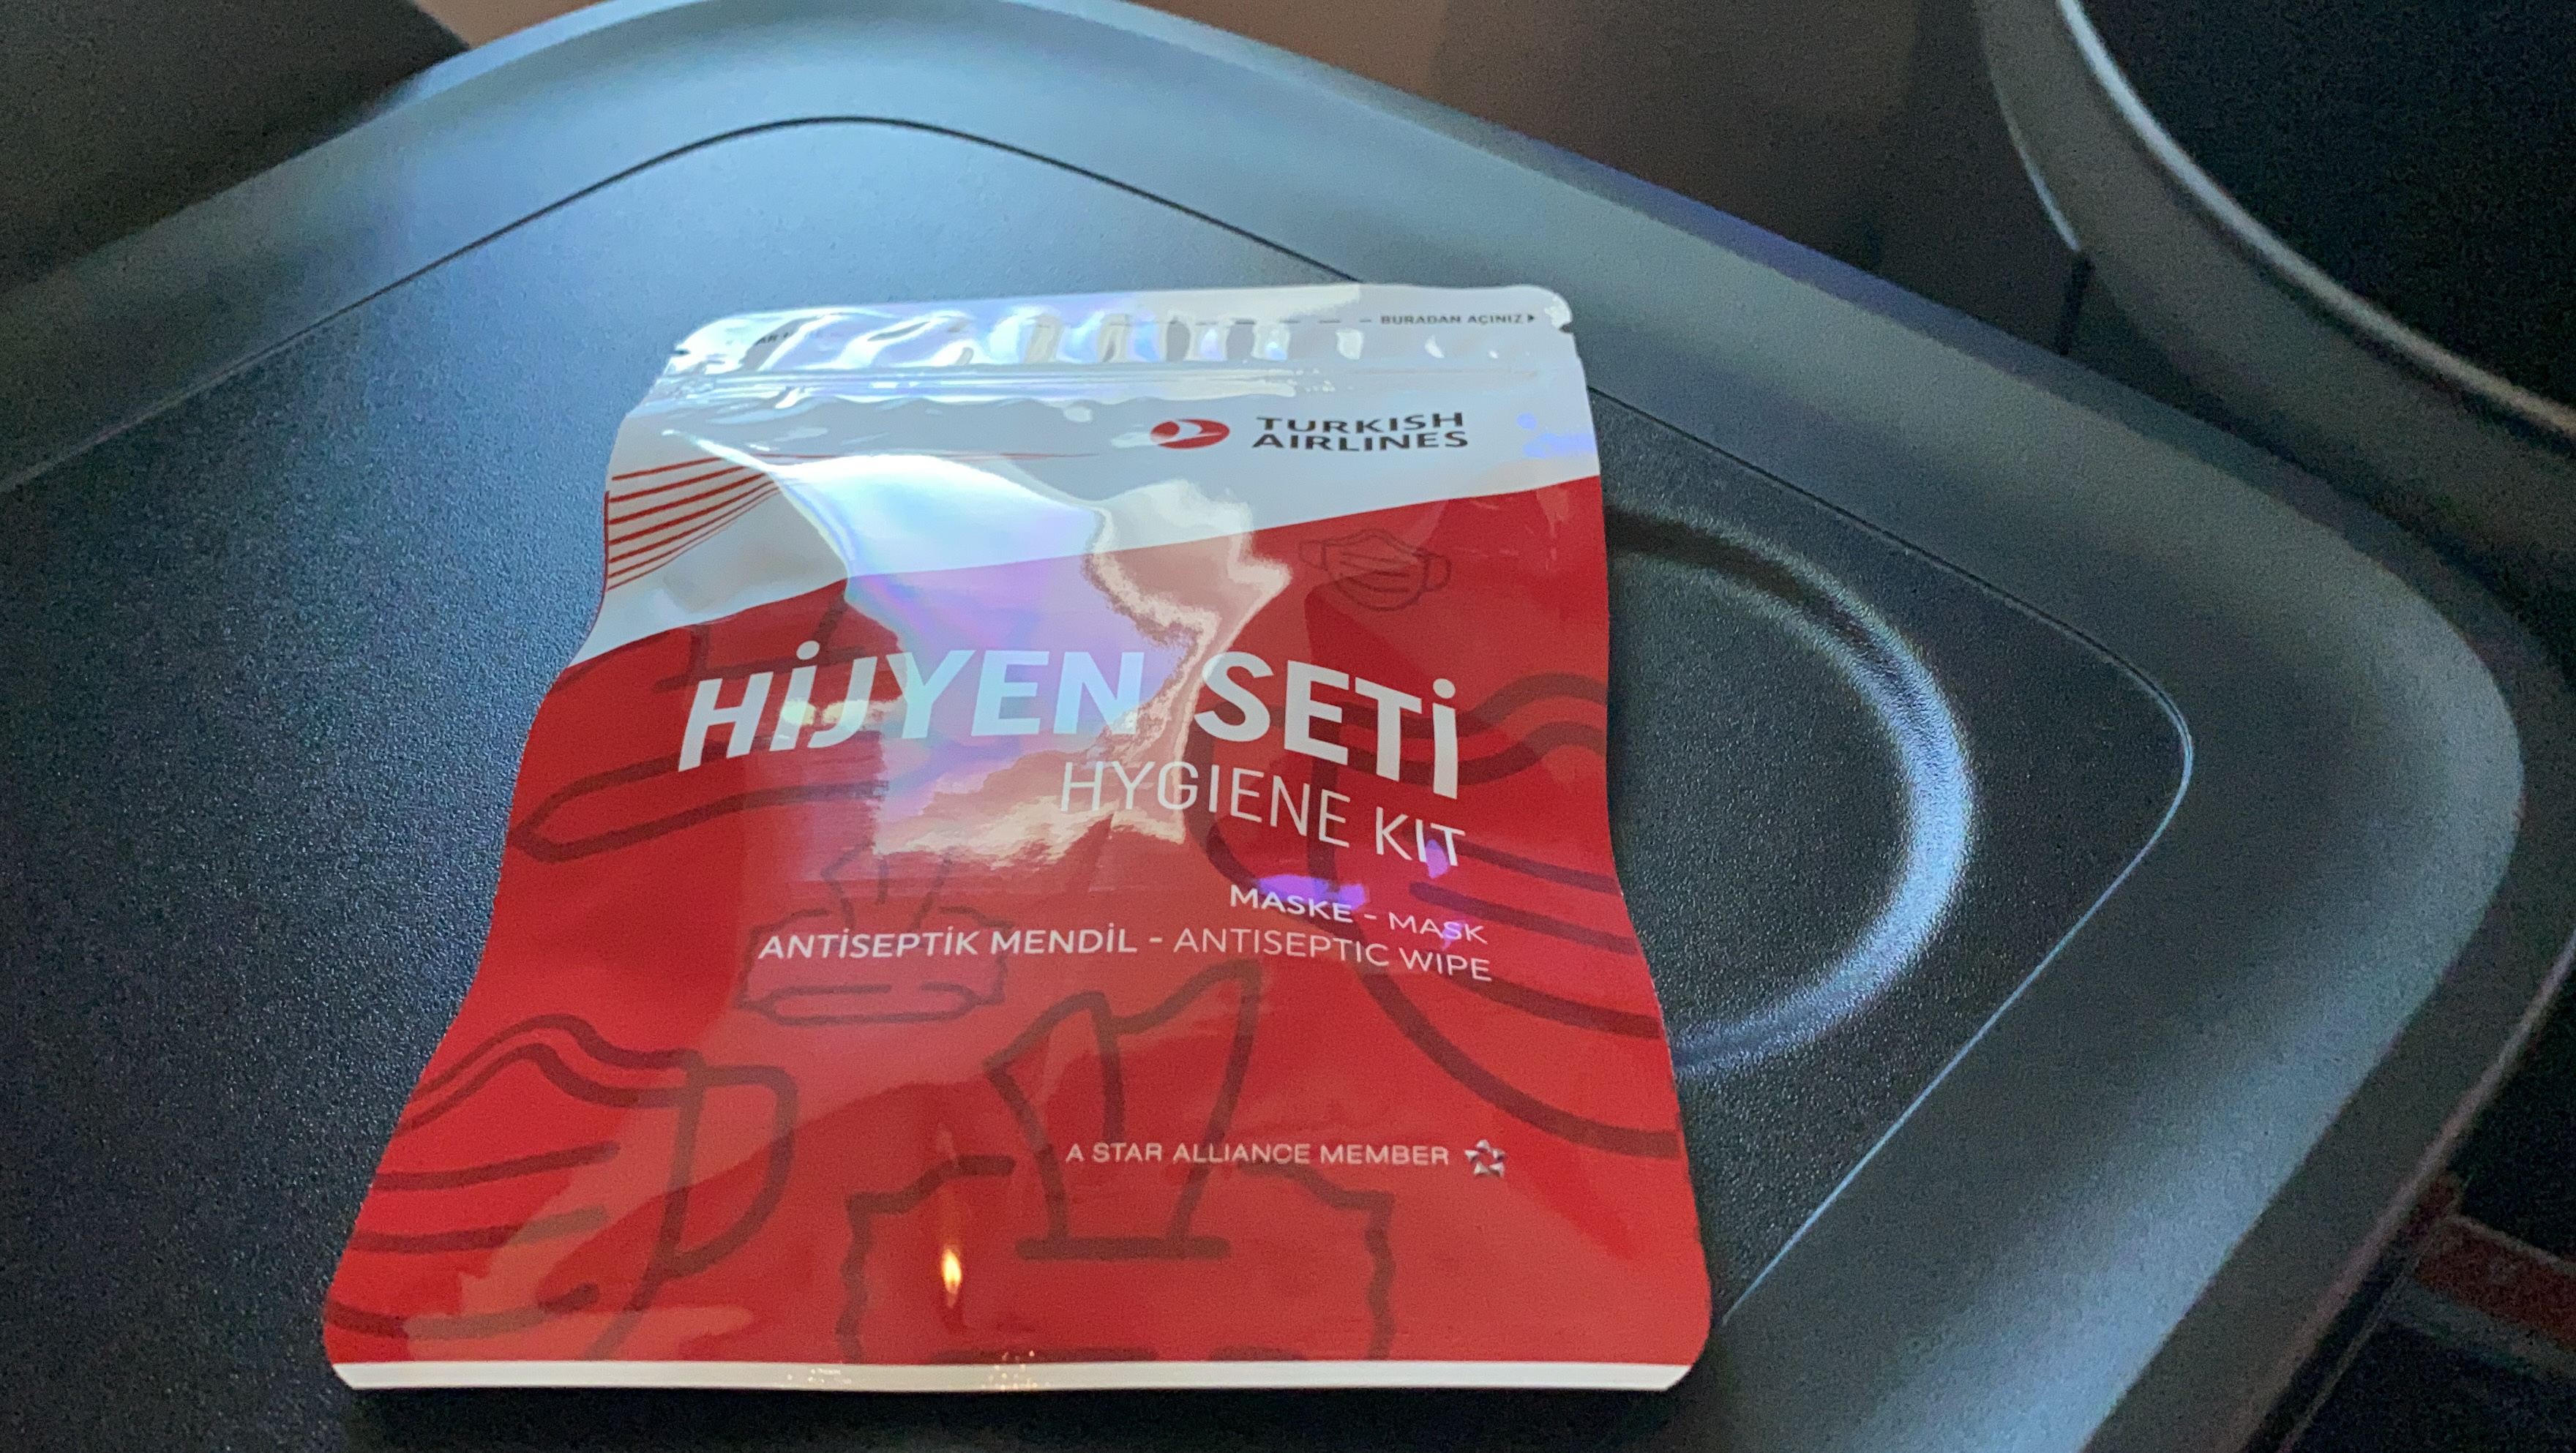 BURADAN AÇINIZ
TURKISH
AIRLINES
HİJYEN SETİ
HYGIENE KIT
MASKE - MASK
ANTİSEPTİK MENDİL - ANTISEPTIC WIPE
A STAR ALLIANCE MEMBER